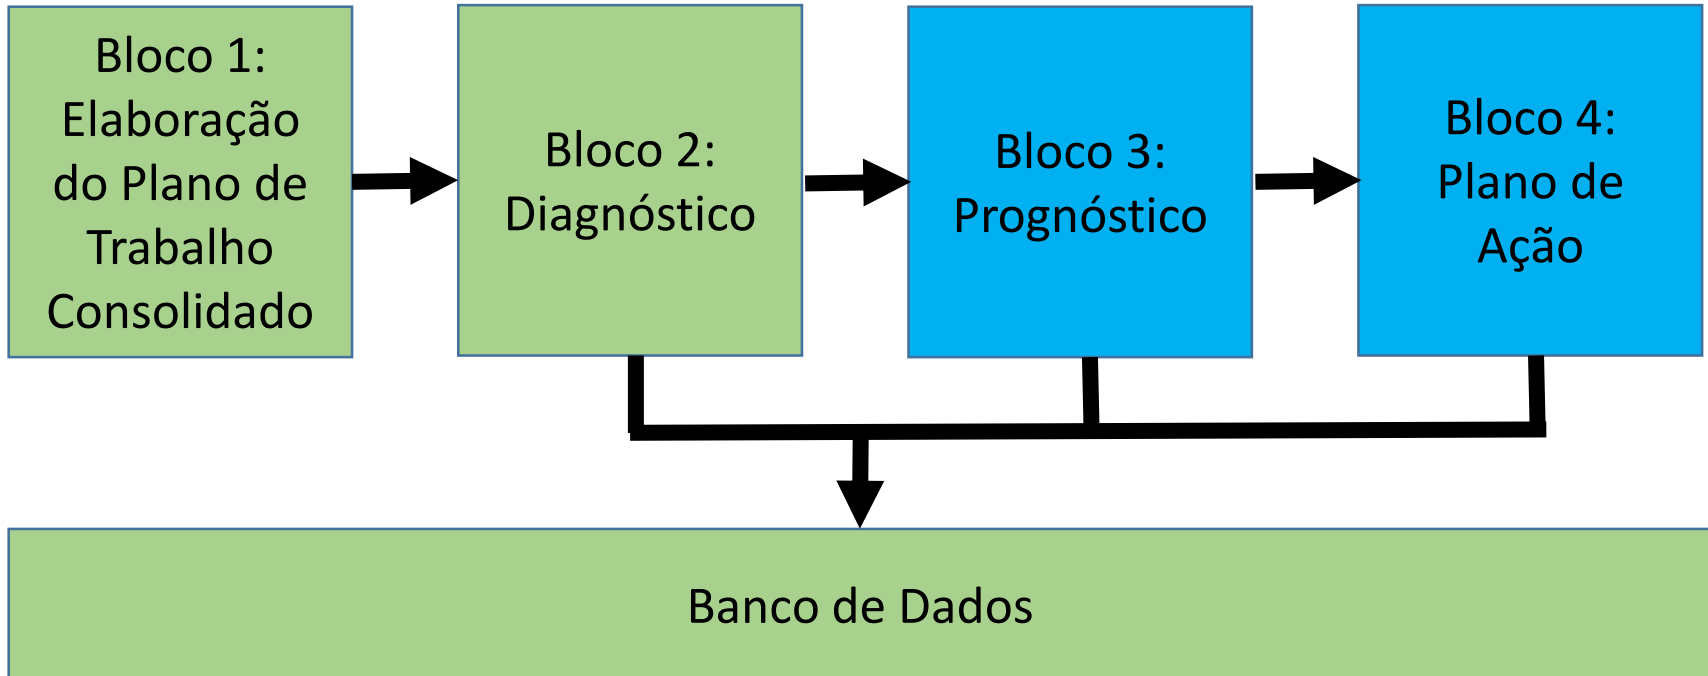 Bloco 1:
Elaboração
do Plano de
Trabalho
Consolidado
Bloco 2:
Diagnóstico
Bloco 3:
Prognóstico
Bloco 4:
Plano de
Ação
Banco de Dados